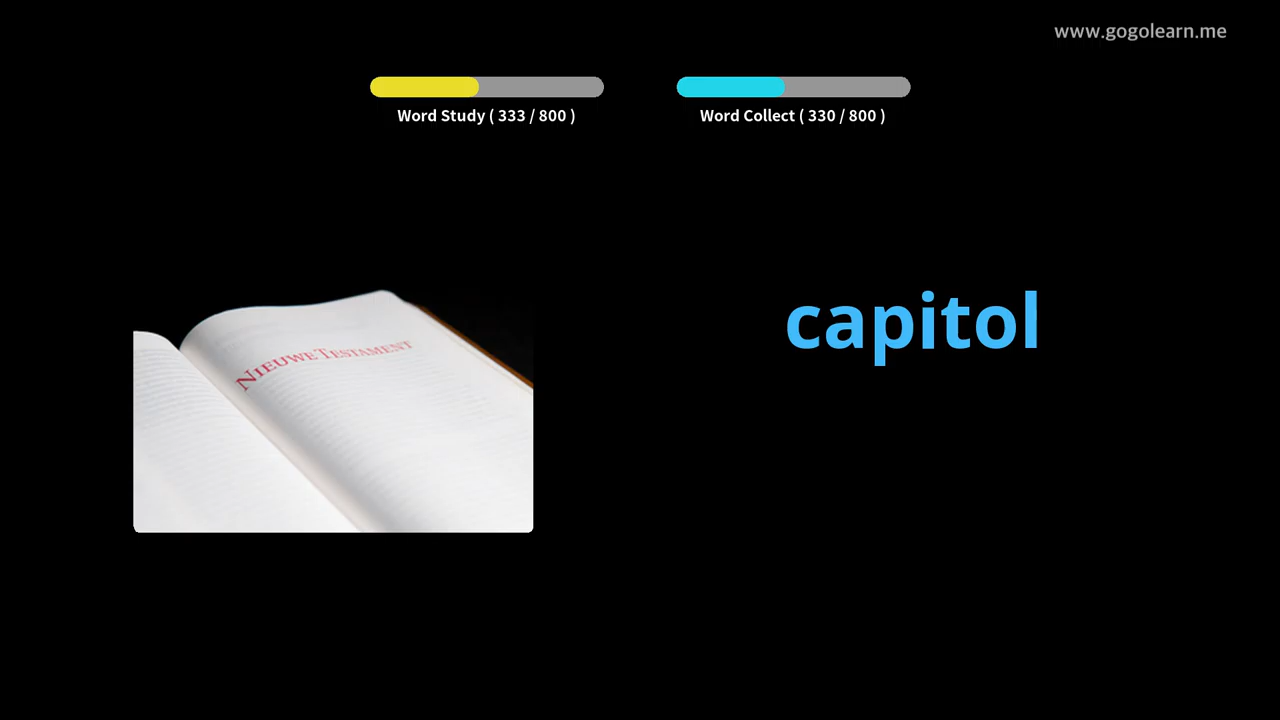 www.gogolearn.me
Word Study ( 333 / 800 )
Word Collect ( 330 / 800 )
capitol
NIEUWE TESTAMENT